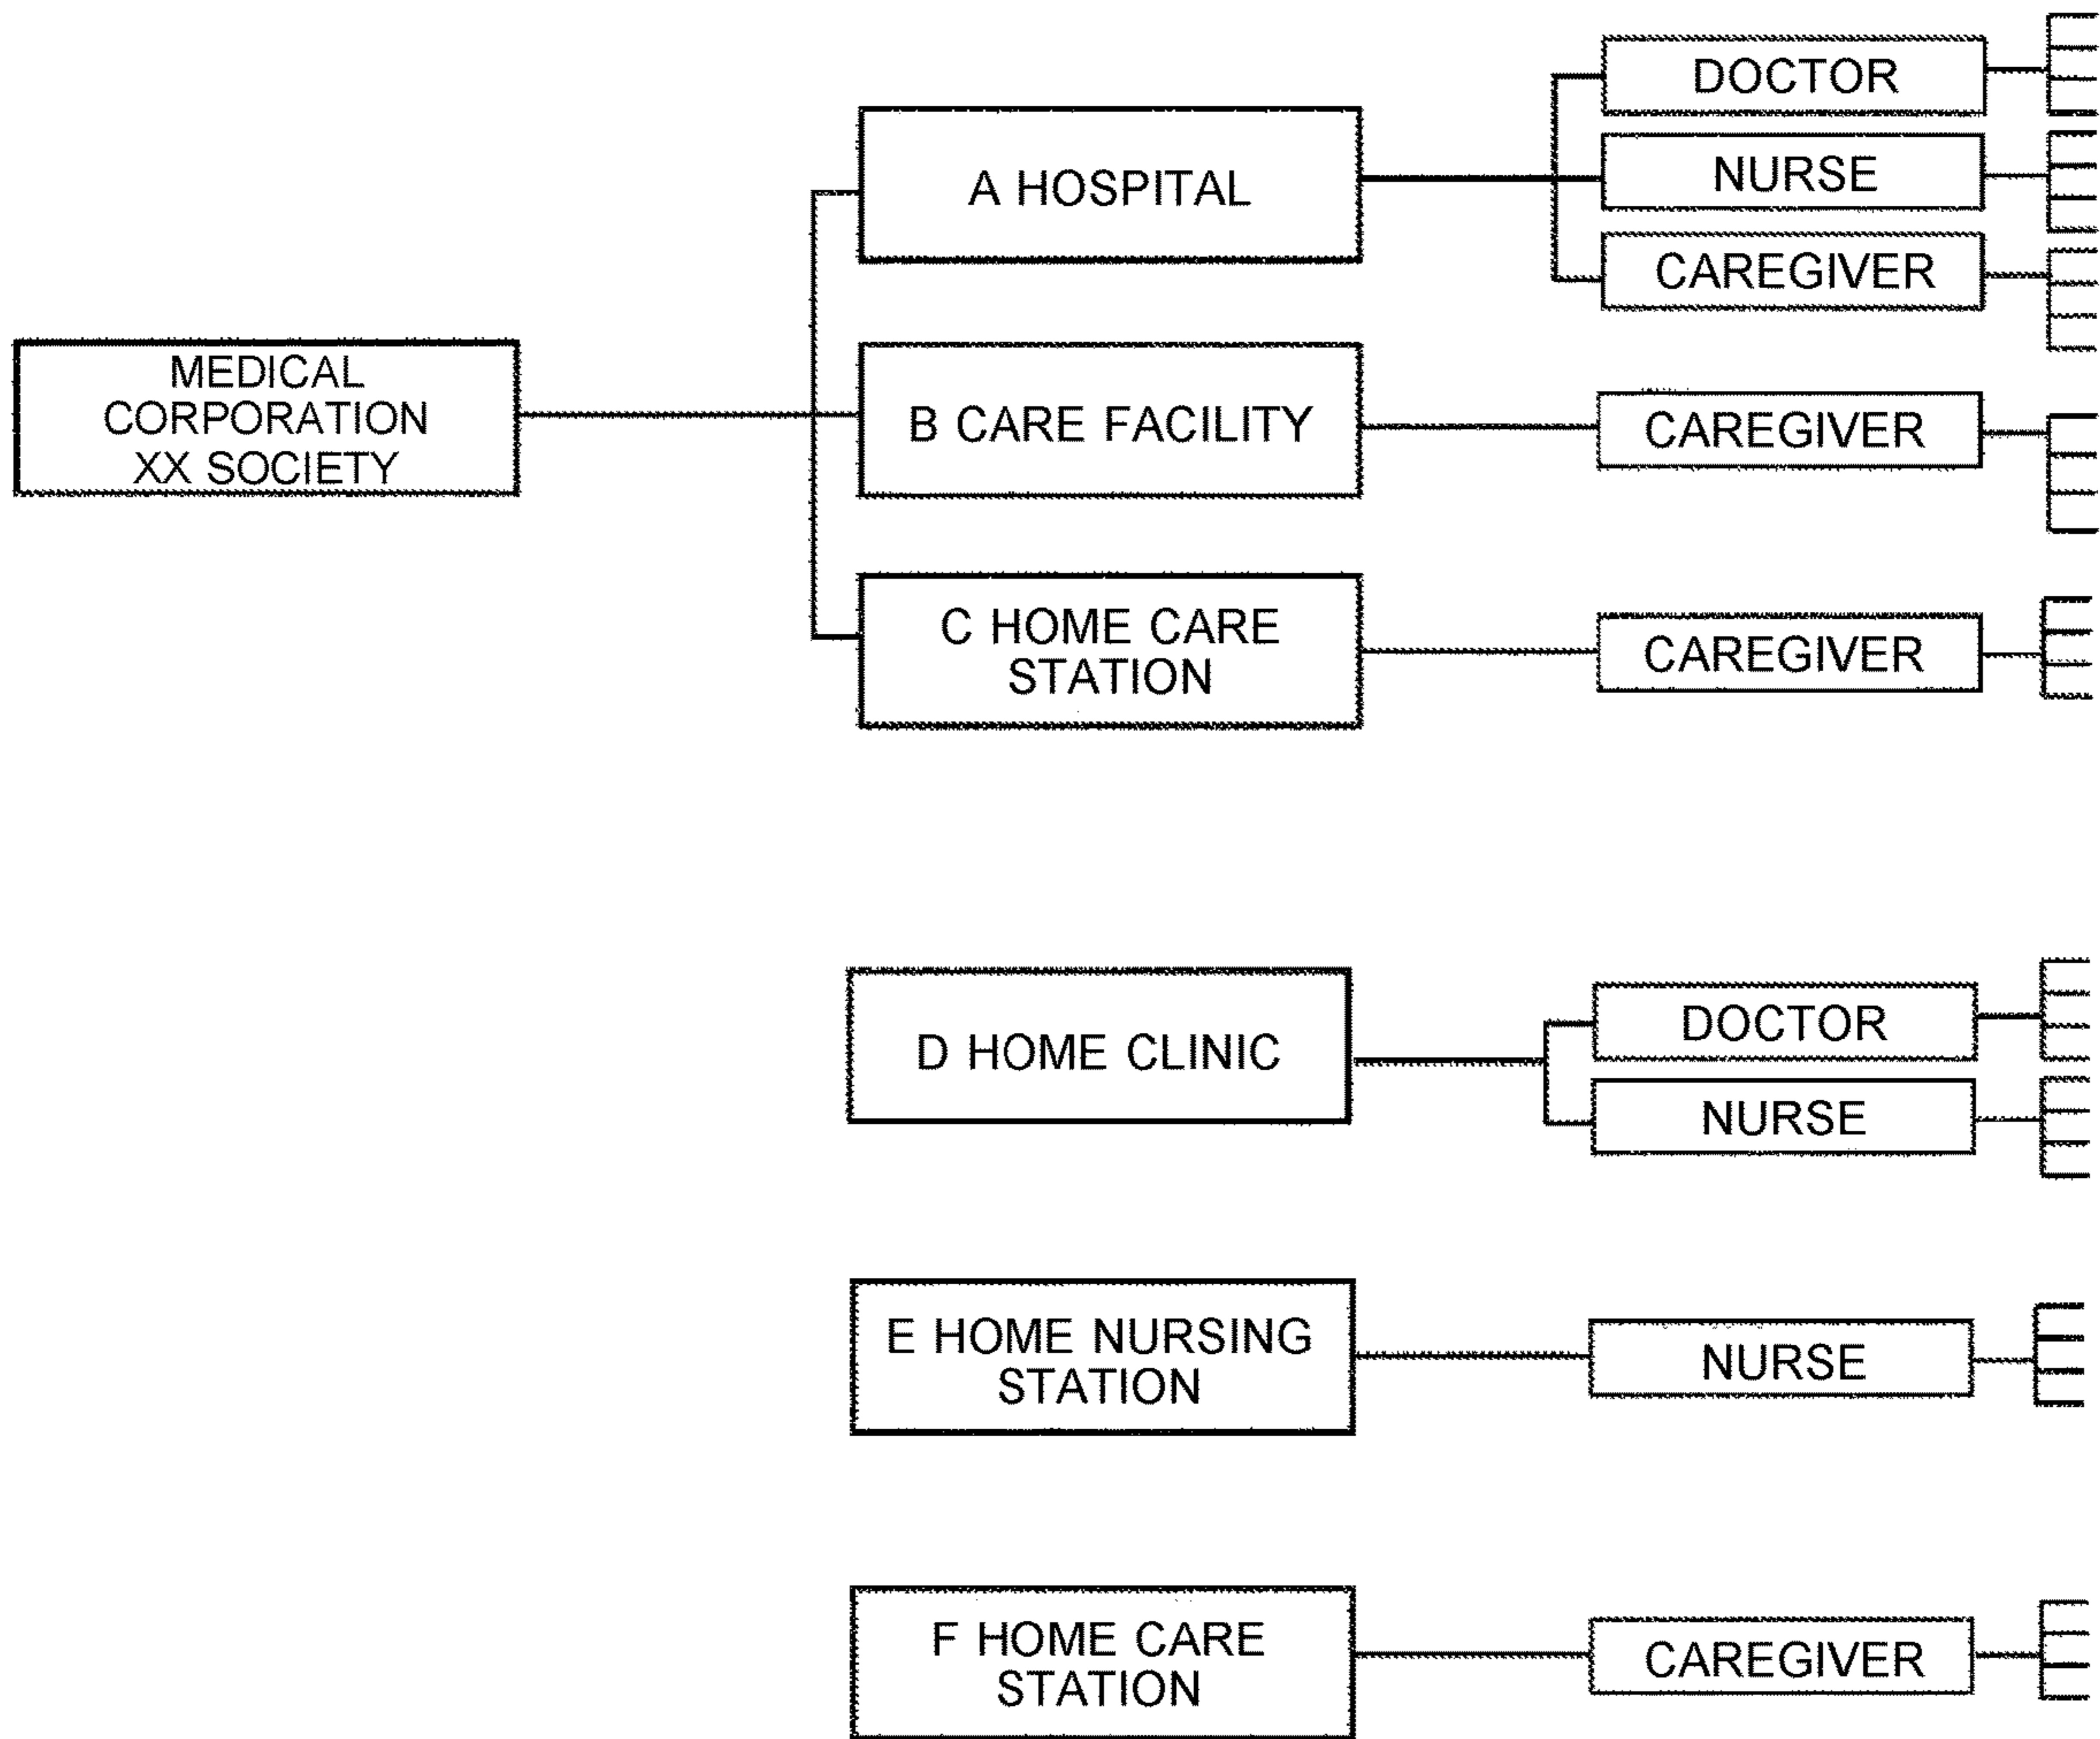 DOCTOR
A HOSPITAL
NURSE
CAREGIVER
MEDICAL
CORPORATION
XX SOCIETY
B CARE FACILITY
CAREGIVER
C HOME CARE
STATION
CAREGIVER
D HOME CLINIC
DOCTOR
NURSE
E HOME NURSING
STATION
NURSE
F HOME CARE
STATION
CAREGIVER